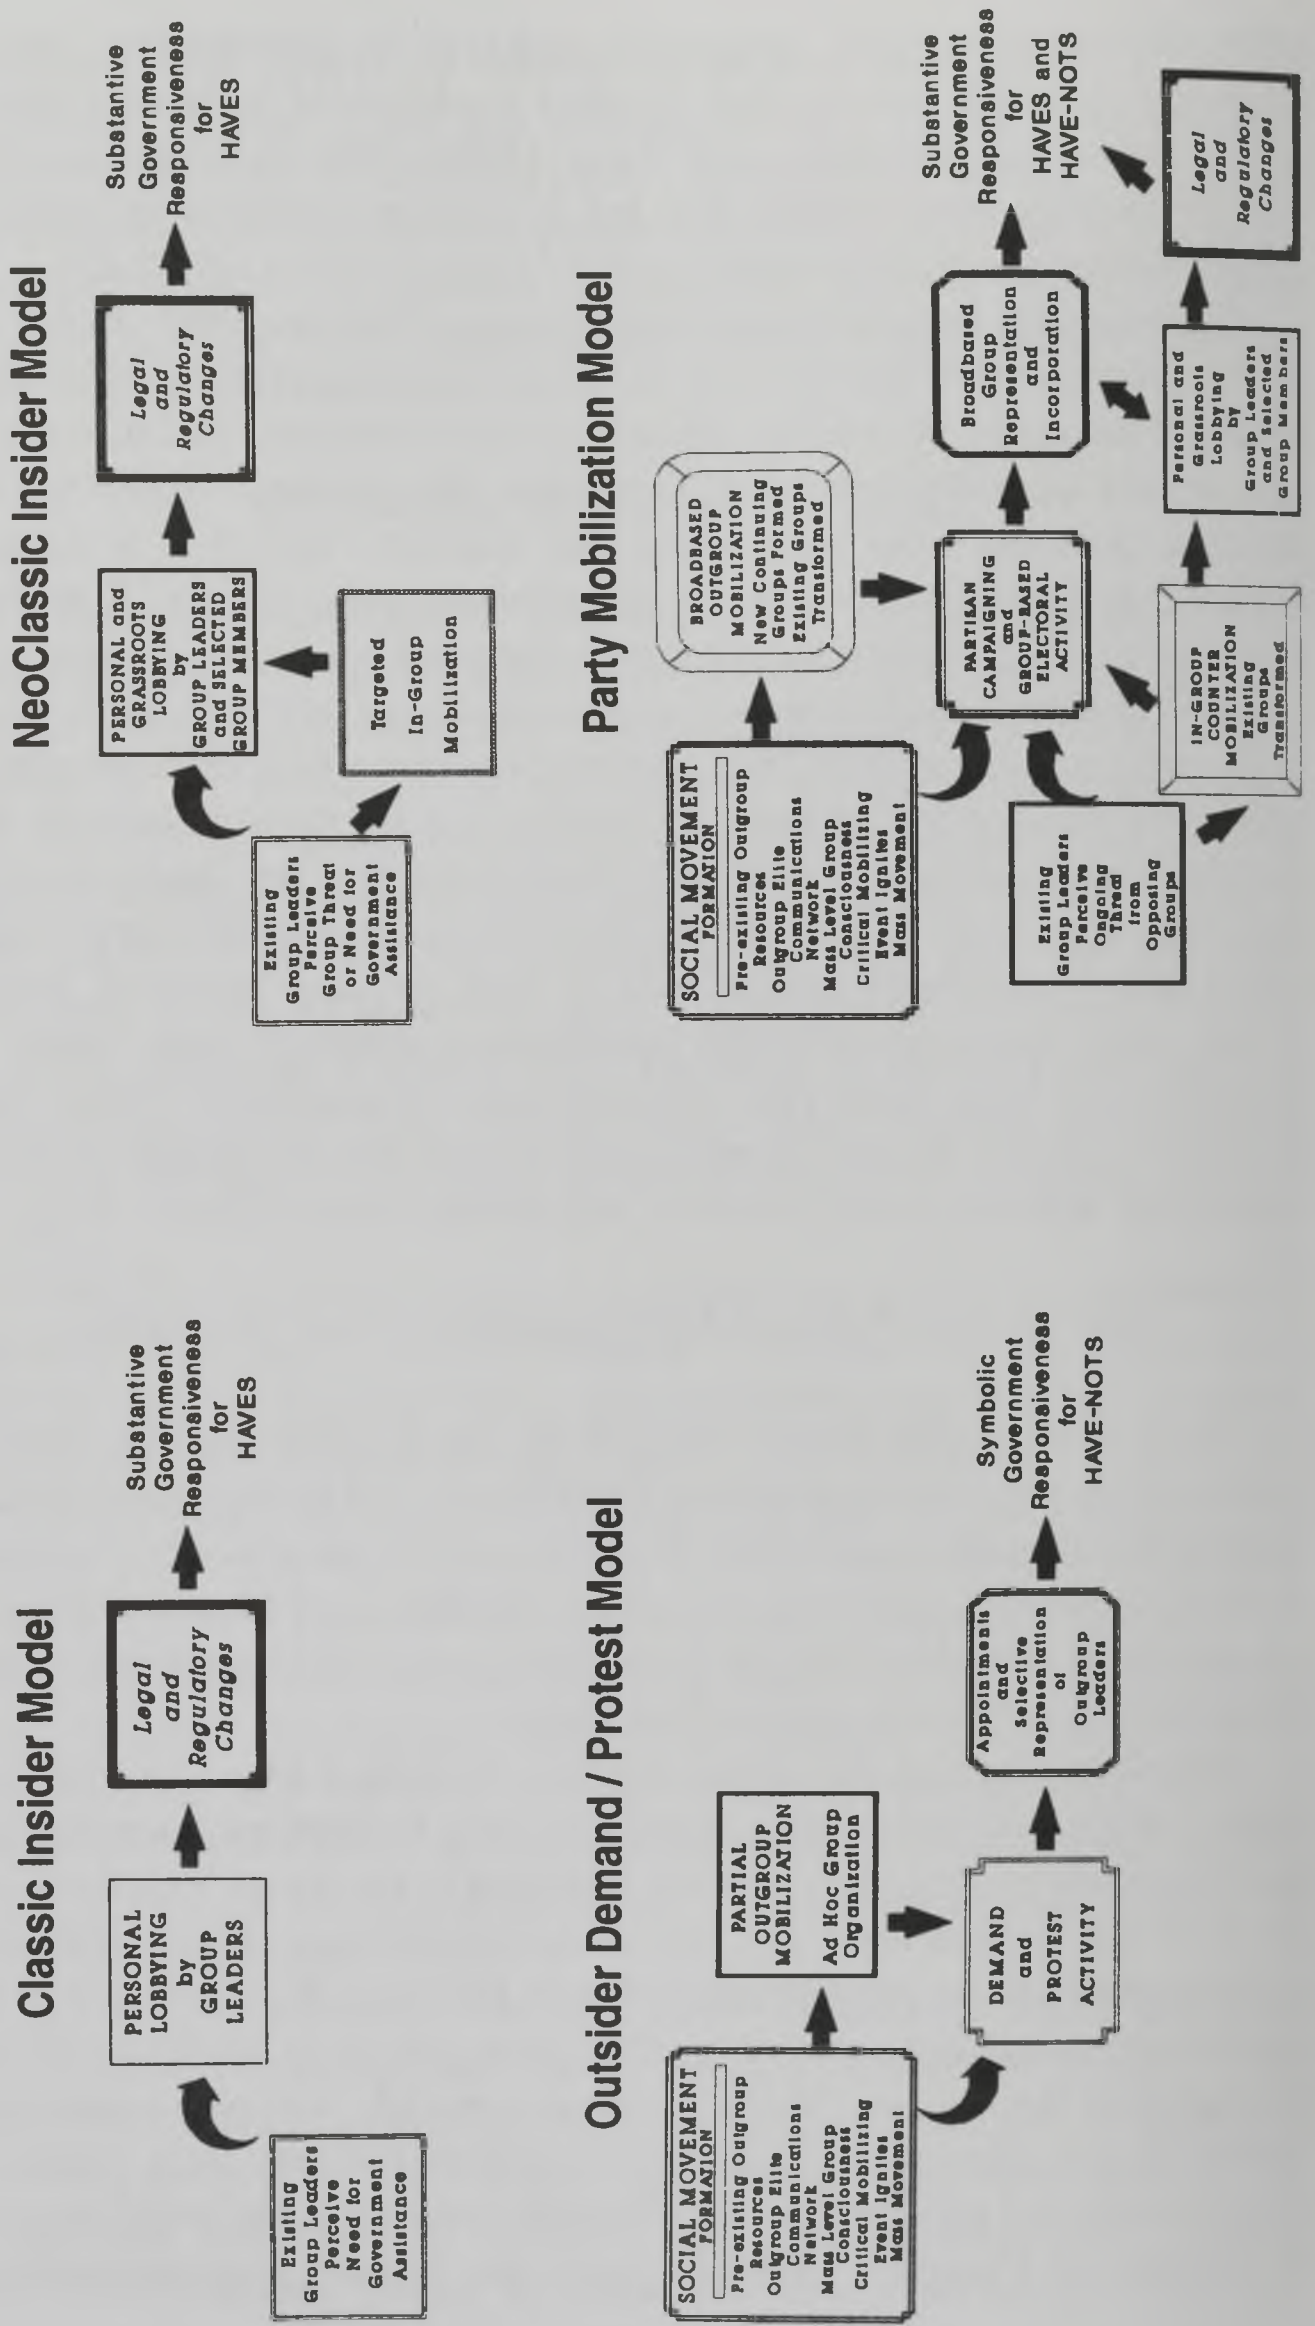 Classic Insider Model
Existing
Group Leaders
Perceive
Need for
Government
Assistance
PERSONAL
LOBBYING
by
GROUP
LEADERS
Legal
and
Regulatory
Changes
Substantive
Government
Responsiveness
for
HAVES
NeoClassic Insider Model
Existing
Group Leaders
Perceive
Group Threat
or Need for
Government
Assistance
Targeted
In-Group
Mobilization
PERSONAL and
GRASSROOTS
LOBBYING
by
GROUP LEADERS
and SELECTED
GROUP MEMBERS
Legal
and
Regulatory
Changes
Substantive
Government
Responsiveness
for
HAVES
Outsider Demand / Protest Model
SOCIAL MOVEMENT
FORMATION
Pre-existing Outgroup
Resources
Outgroup Elite
Communications
Network
Mass Level Group
Consciousness
Critical Mobilizing
Event Ignites
Mass Movement
PARTIAL
OUTGROUP
MOBILIZATION
Ad Hoc Group
Organization
DEMAND
and
PROTEST
ACTIVITY
Appointments
and
Selective
Representation
of
Outgroup
Leaders
Symbolic
Government
Responsiveness
for
HAVE-NOTS
Party Mobilization Model
SOCIAL MOVEMENT
FORMATION
Pre-existing Outgroup
Resources
Outgroup Elite
Communications
Network
Mass Level Group
Consciousness
Critical Mobilizing
Event Ignites
Mass Movement
BROADBASED
OUTGROUP
MOBILIZATION
New Continuing
Groups Formed
Existing Groups
Transformed
Existing
Group Leaders
Perceive
Ongoing
Threat
from
Opposing
Groups
PARTISAN
CAMPAIGNING
and
GROUP-BASED
ELECTORAL
ACTIVITY
IN-GROUP
COUNTER
MOBILIZATION
Existing
Groups
Transformed
Broadbased
Group
Representation
and
Incorporation
Personal and
Grassroots
Lobbying
by
Group Leaders
and Selected
Group Members
Legal
and
Regulatory
Changes
Substantive
Government
Responsiveness
for
HAVES and
HAVE-NOTS